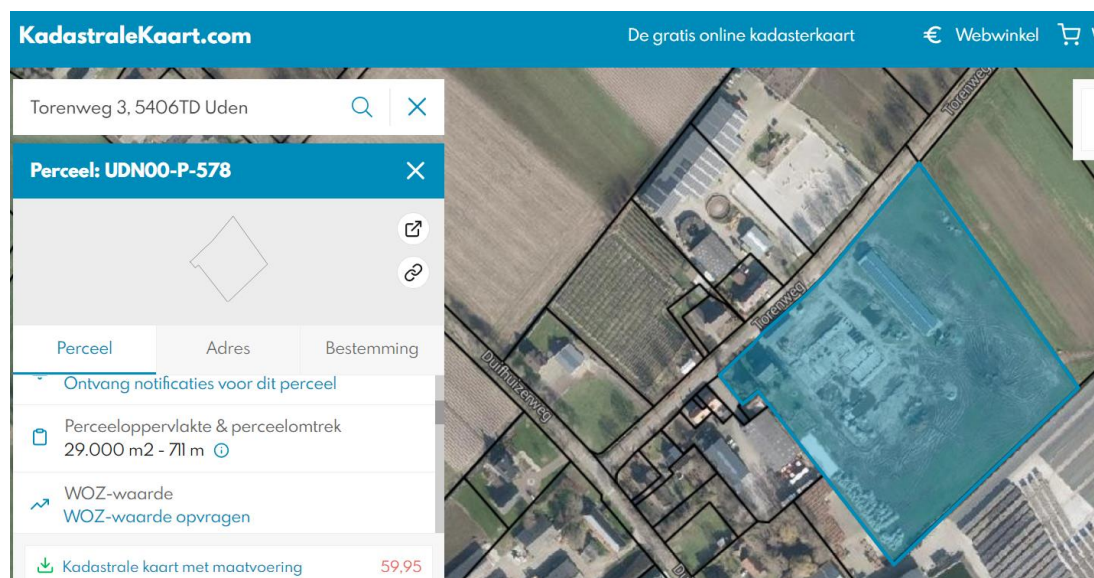 KadastraleKaart.com
De gratis online kadasterkaart
€ Webwinkel
Torenweg 3, 5406TD Uden
Perceel: UDN00-P-578
Perceel Adres Bestemming
Ontvang notificaties voor dit perceel
Perceeloppervlakte & perceelomtrek
29.000 m2 - 711 m
WOZ-waarde
WOZ-waarde opvragen
Kadastrale kaart met maatvoering 59,95
Torenweg
Torenweg
Duifhuizerweg